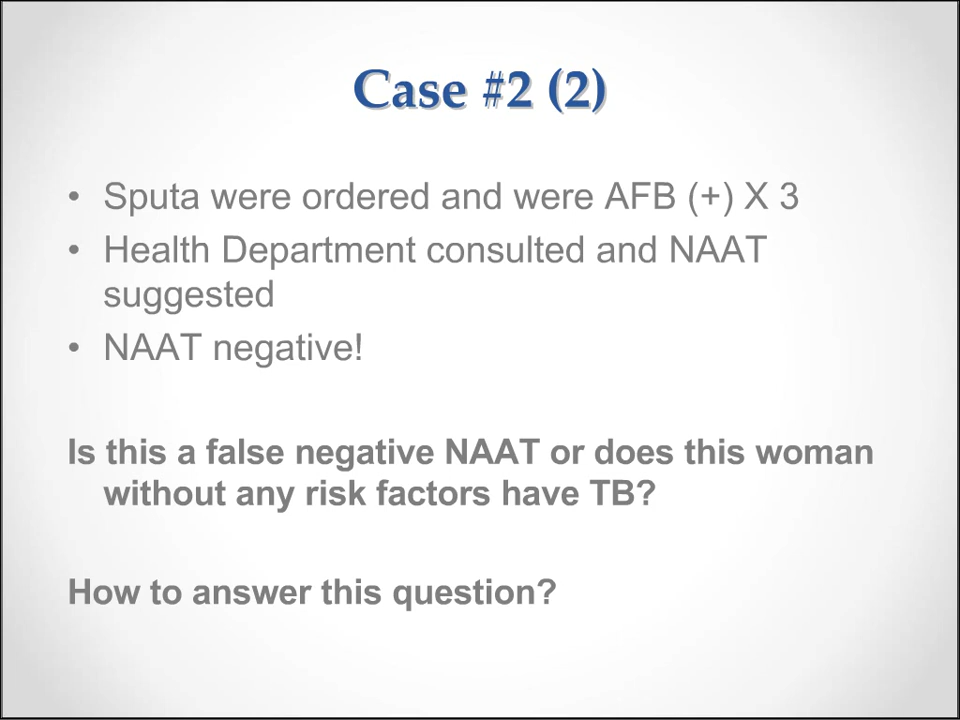 Case #2 (2)
• Sputa were ordered and were AFB (+) X 3
• Health Department consulted and NAAT
suggested
• NAAT negative!
Is this a false negative NAAT or does this woman
without any risk factors have TB?
How to answer this question?